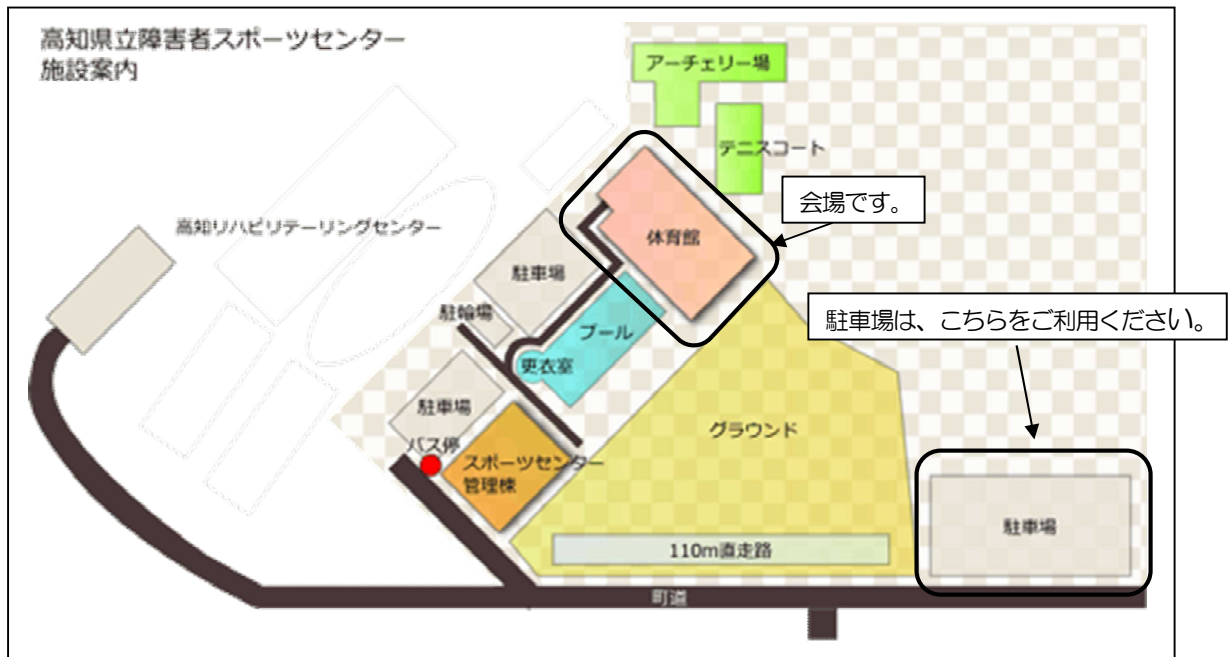 高知県立障害者スポーツセンター
施設案内
アーチェリー場
テニスコート
会場です。
高知リハビリテーリングセンター
体育館
駐車場
駐輪場
プール
駐車場は、こちらをご利用ください。
更衣室
駐車場
バス停
グラウンド
スポーツセンター
管理棟
駐車場
110m直走路
町道